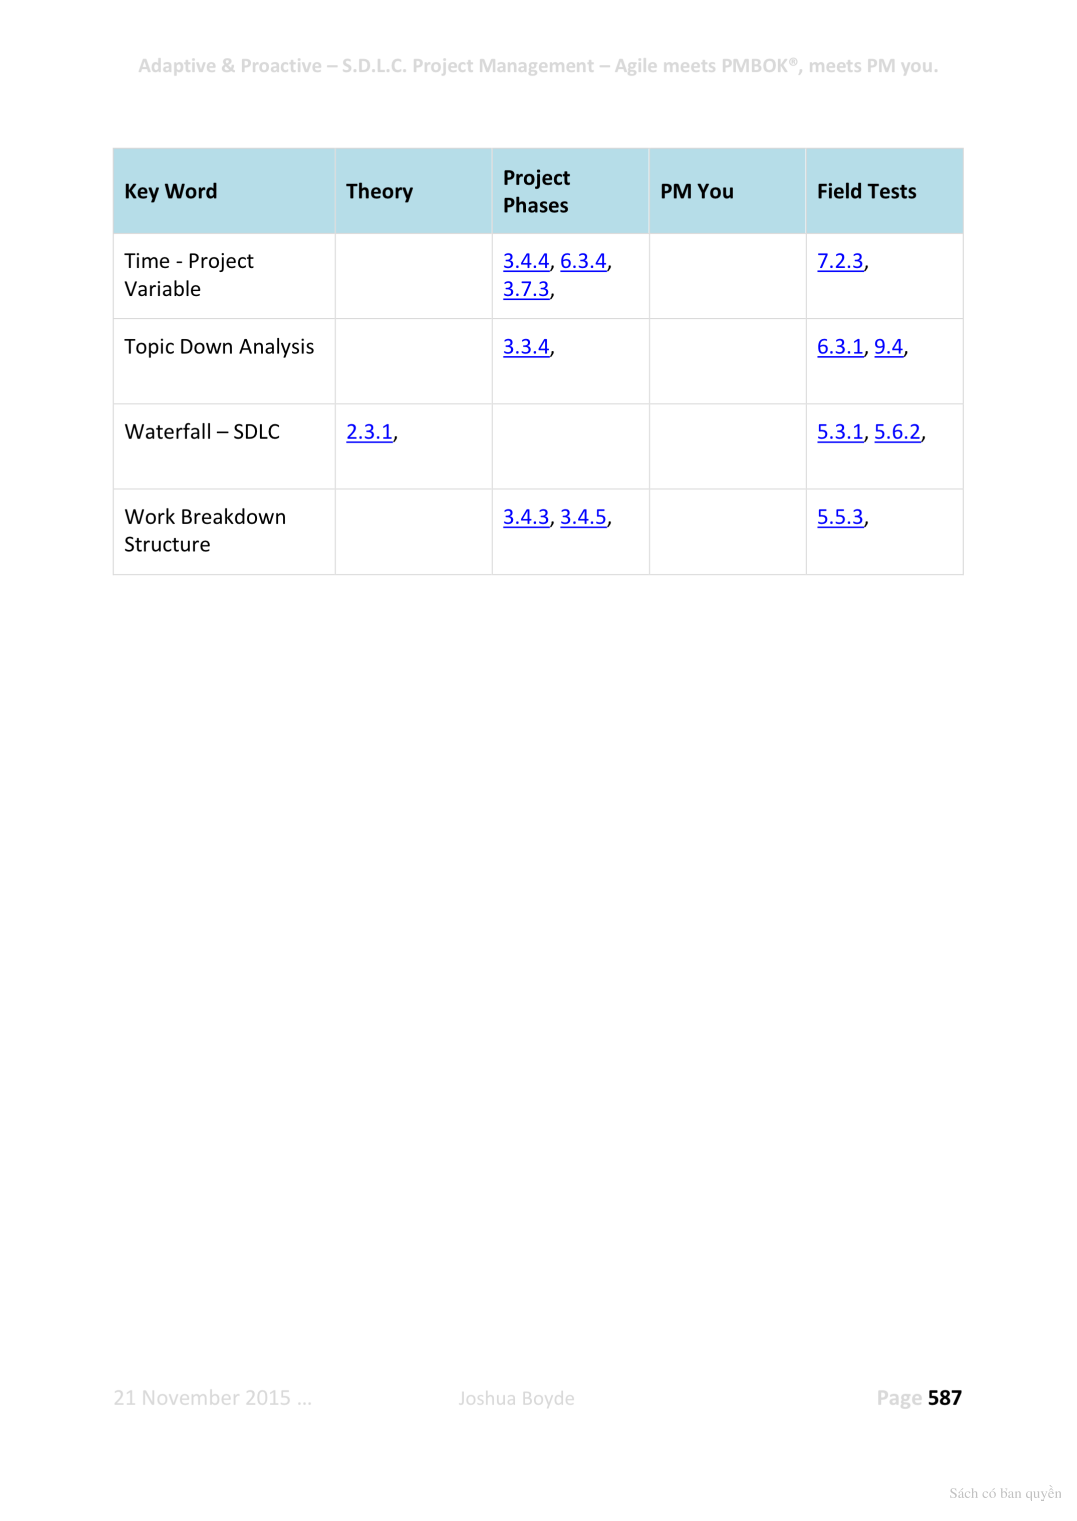 Adaptive & Proactive – S.D.L.C. Project Management – Agile meets PMBOK®, meets PM you.
Key Word Theory Project Phases PM You Field Tests
Time - Project Variable 3.4.4, 6.3.4, 3.7.3, 7.2.3,
Topic Down Analysis 3.3.4, 6.3.1, 9.4,
Waterfall – SDLC 2.3.1, 5.3.1, 5.6.2,
Work Breakdown Structure 3.4.3, 3.4.5, 5.5.3,
21 November 2015 ... Joshua Boyde Page 587
Sách có bản quyền